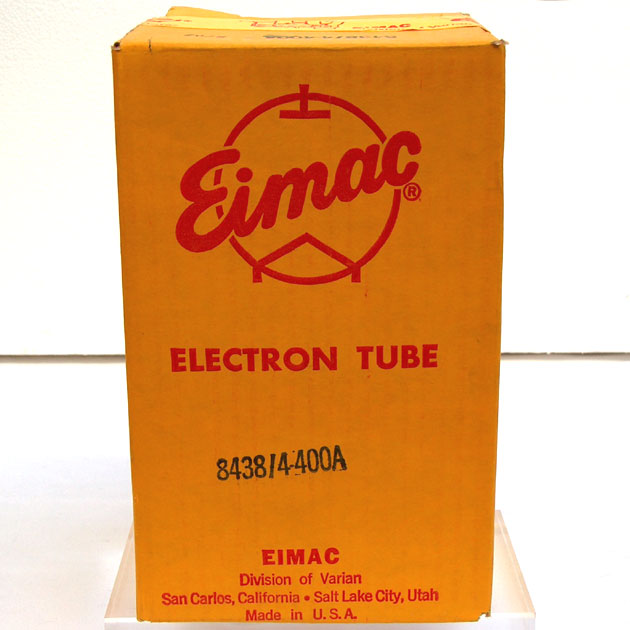 EIMAC
Eimac®
ELECTRON TUBE
8438/4-400A
EIMAC
Division of Varian
San Carlos, California • Salt Lake City, Utah
Made in U.S.A.